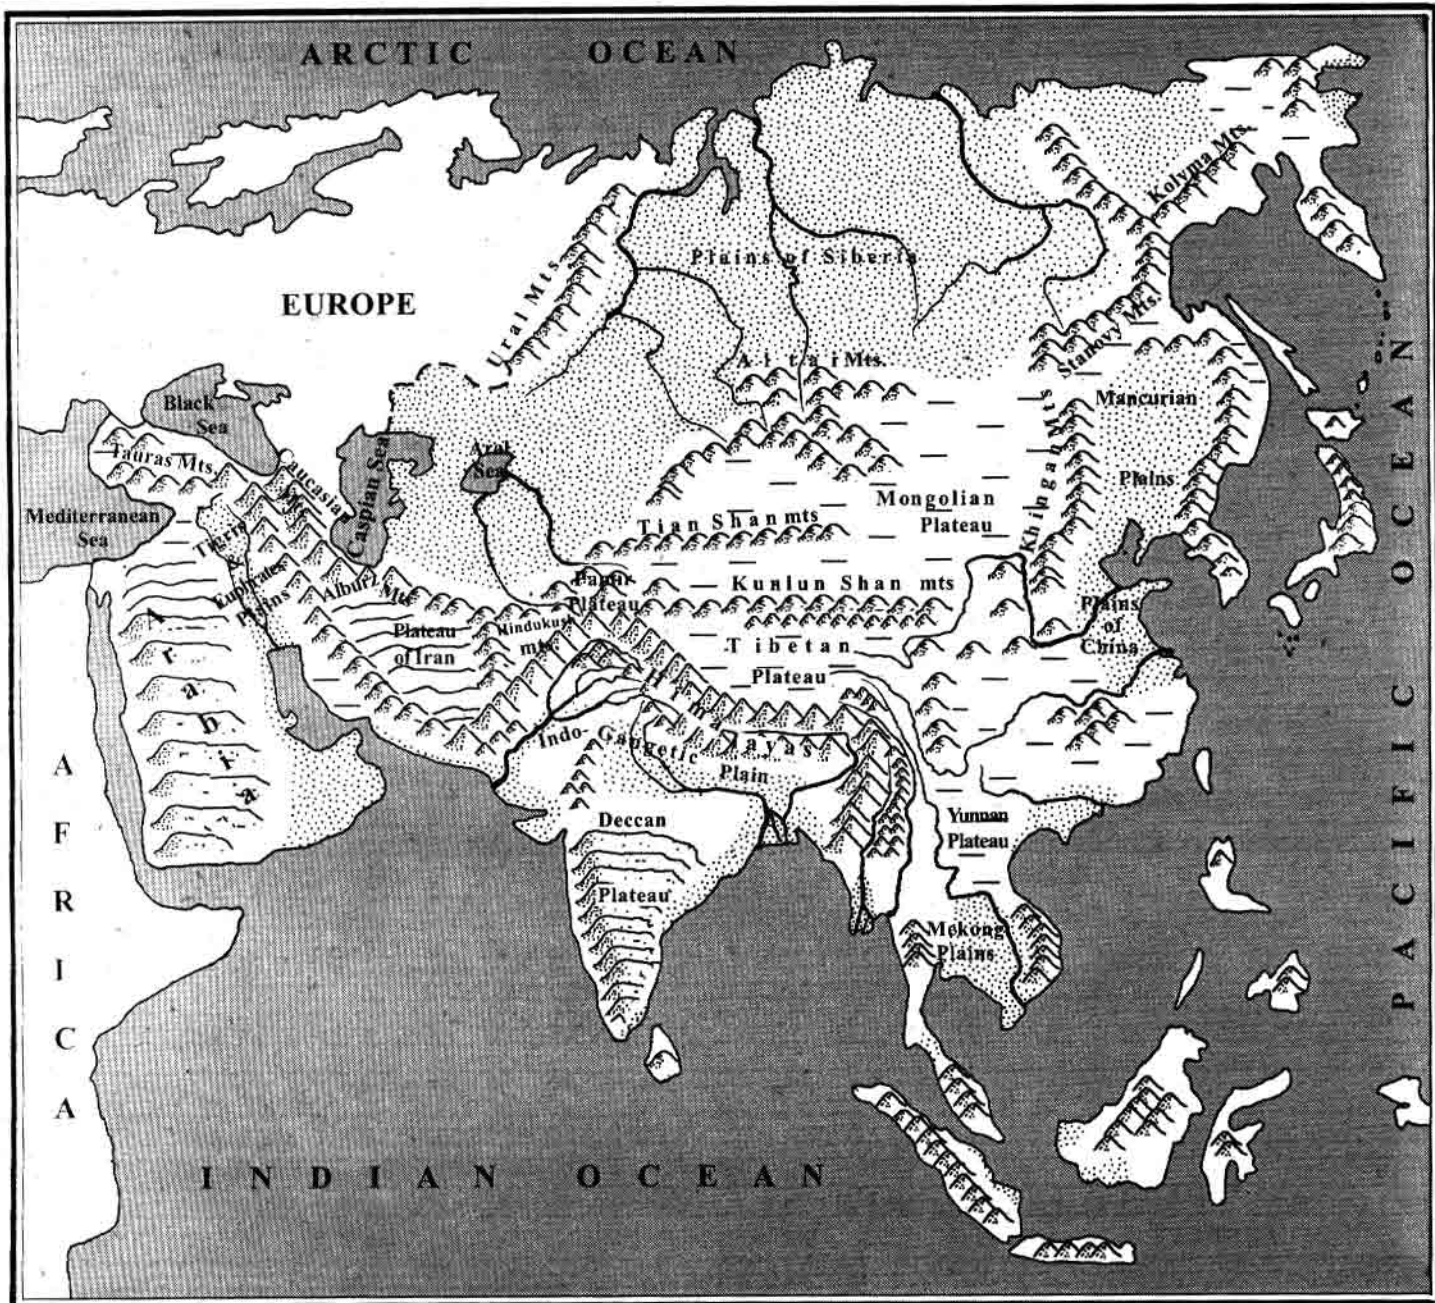 ARCTIC OCEAN
Kolyma Mts.
Plains of Siberia
Ural Mts.
EUROPE
Stanovy Mts.
Altai Mts.
Black
Sea
Mancurian
Plains
Khingan Mts
Tauras Mts.
Caucasian
Mts
Caspian Sea
Aral
Sea
Mongolian
Plateau
Mediterranean
Sea
Tian Shan mts
Tigris
&
Euphrates
Plains
Alburz Mts
Pamir
Plateau
Kunlun Shan mts
Plains
of
China
Plateau
of Iran
Hindukush
mts.
Tibetan
Plateau
Arabia
Himalayas
Indo-Gaugetic
Plain
Deccan
Plateau
Yunnan
Plateau
Mekong
Plains
AFRICA
INDIAN OCEAN
PACIFIC OCEAN